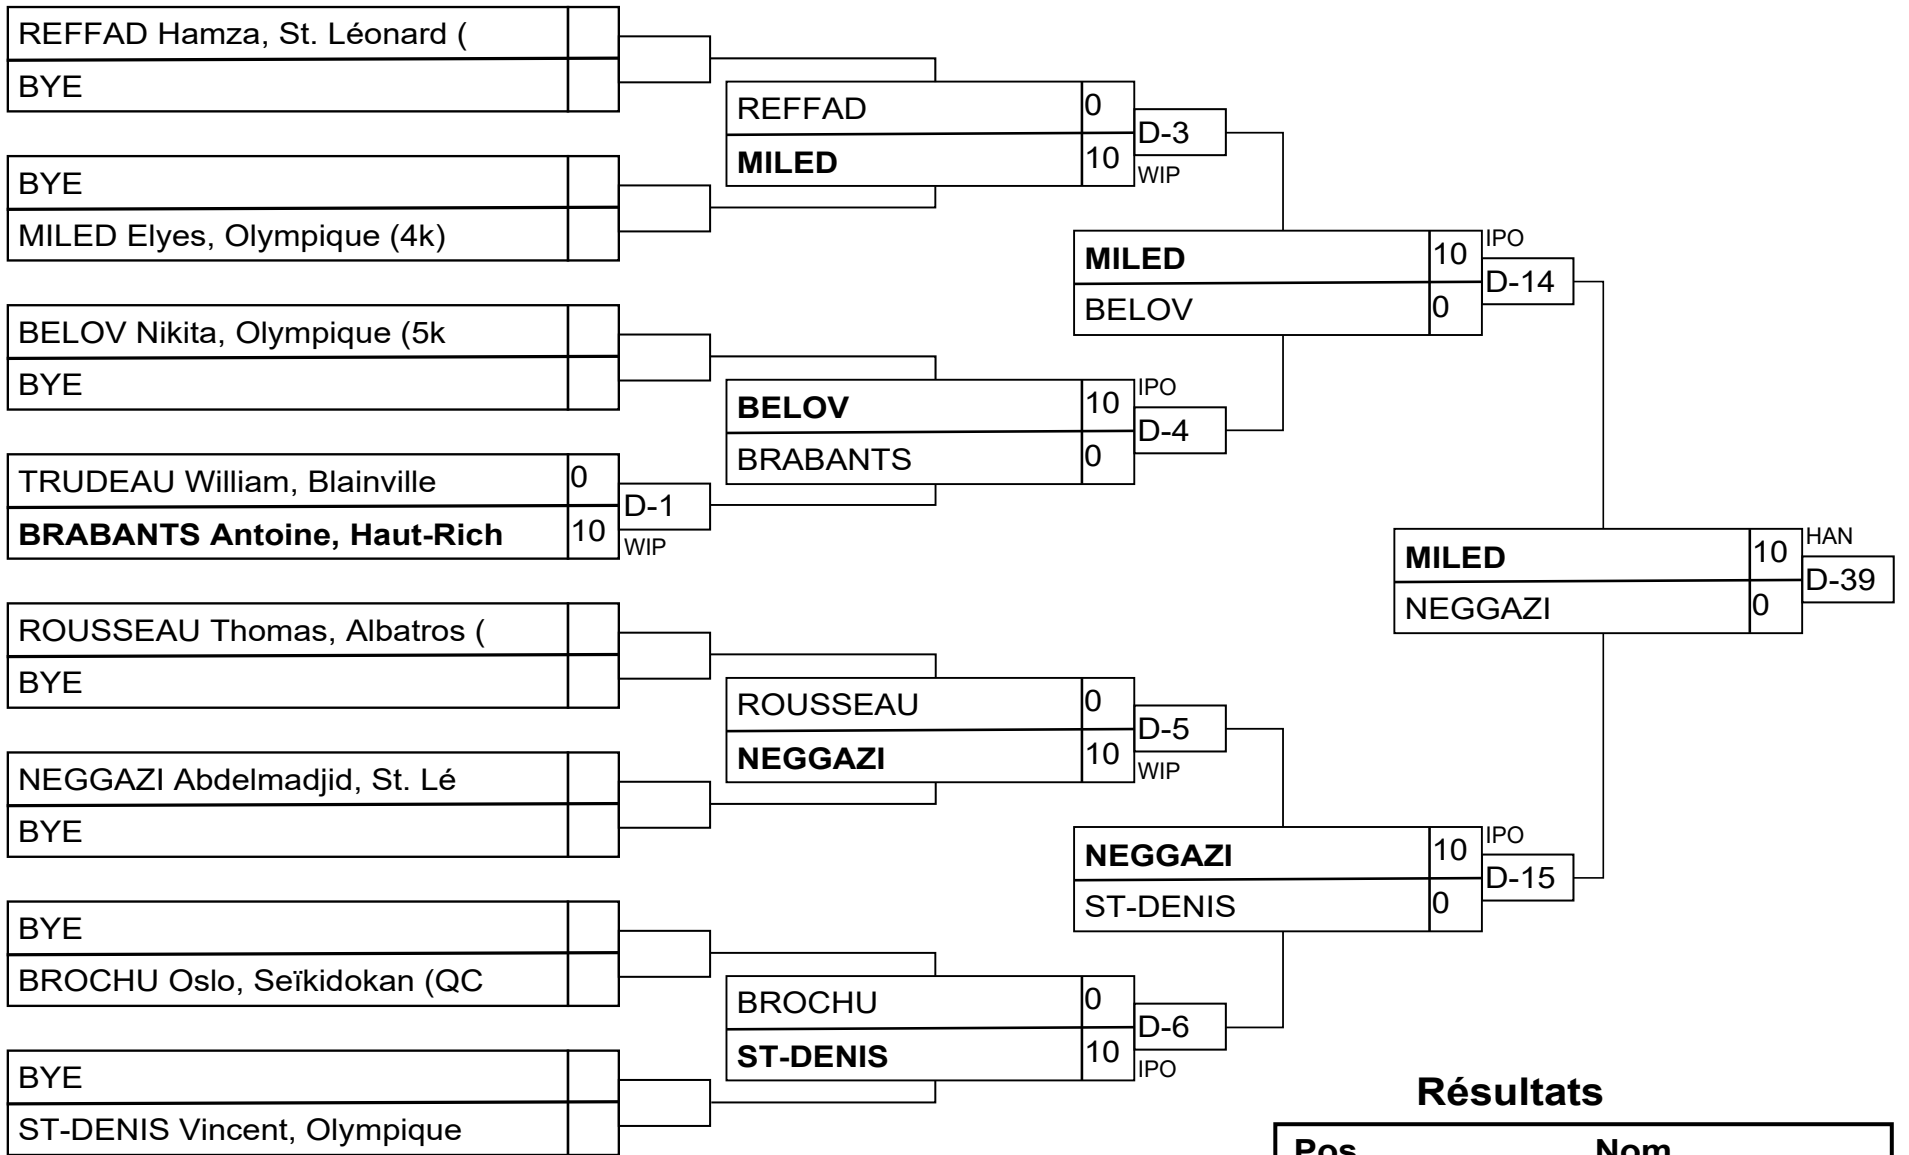 REFFAD Hamza, St. Léonard (
BYE
BYE
MILED Elyes, Olympique (4k)
BELOV Nikita, Olympique (5k
BYE
TRUDEAU William, Blainville 0
BRABANTS Antoine, Haut-Rich 10
D-1
WIP
ROUSSEAU Thomas, Albatros (
BYE
NEGGAZI Abdelmadjid, St. Lé
BYE
BYE
BROCHU Oslo, Seïkidokan (QC
BYE
ST-DENIS Vincent, Olympique
REFFAD 0
MILED 10
D-3
WIP
BELOV 10
BRABANTS 0
IPO
D-4
ROUSSEAU 0
NEGGAZI 10
D-5
WIP
BROCHU 0
ST-DENIS 10
D-6
IPO
MILED 10
BELOV 0
IPO
D-14
NEGGAZI 10
ST-DENIS 0
IPO
D-15
MILED 10
NEGGAZI 0
HAN
D-39
Résultats
Pos Nom